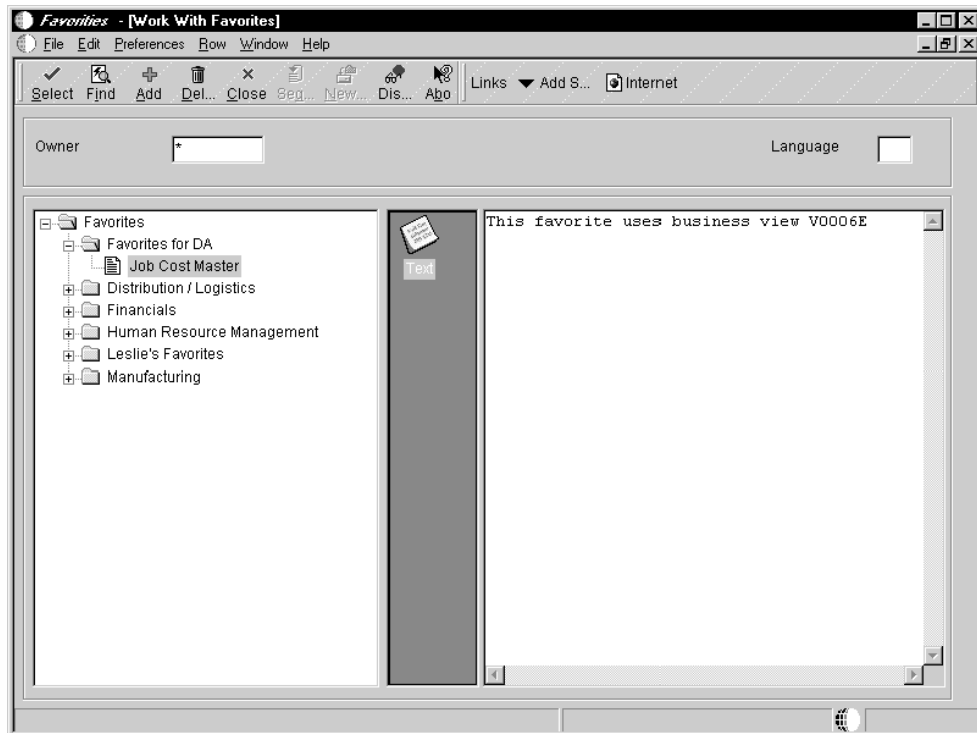 Favorities - [Work With Favorites]
File Edit Preferences Row Window Help
Select Find Add Del... Close Seq... New... Dis... Abo Links Add S... Internet
Owner * Language
Favorites
Favorites for DA
Job Cost Master
Distribution / Logistics
Financials
Human Resource Management
Leslie's Favorites
Manufacturing
Text
This favorite uses business view V0006E